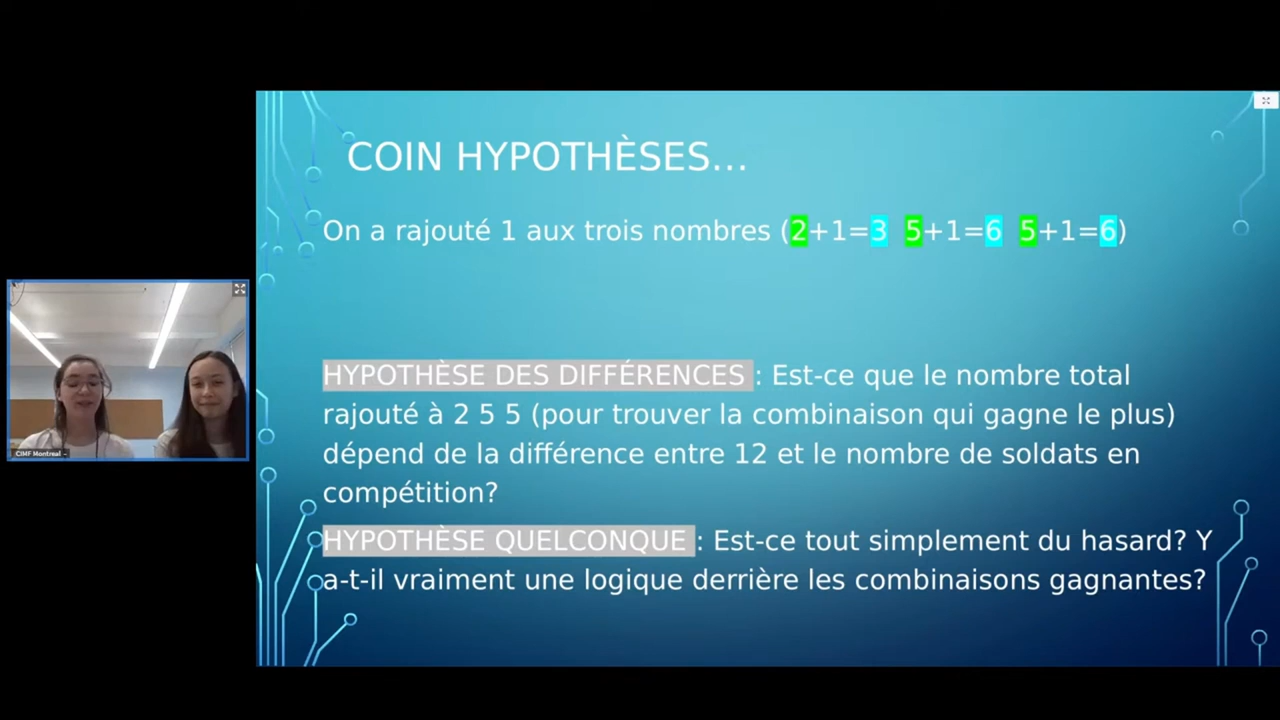 COIN HYPOTHÈSES...
On a rajouté 1 aux trois nombres (2+1=3 5+1=6 5+1=6)
HYPOTHÈSE DES DIFFÉRENCES : Est-ce que le nombre total
rajouté à 2 5 5 (pour trouver la combinaison qui gagne le plus)
dépend de la différence entre 12 et le nombre de soldats en
compétition?
CIMF Montreal -
HYPOTHÈSE QUELCONQUE : Est-ce tout simplement du hasard? Y
a-t-il vraiment une logique derrière les combinaisons gagnantes?